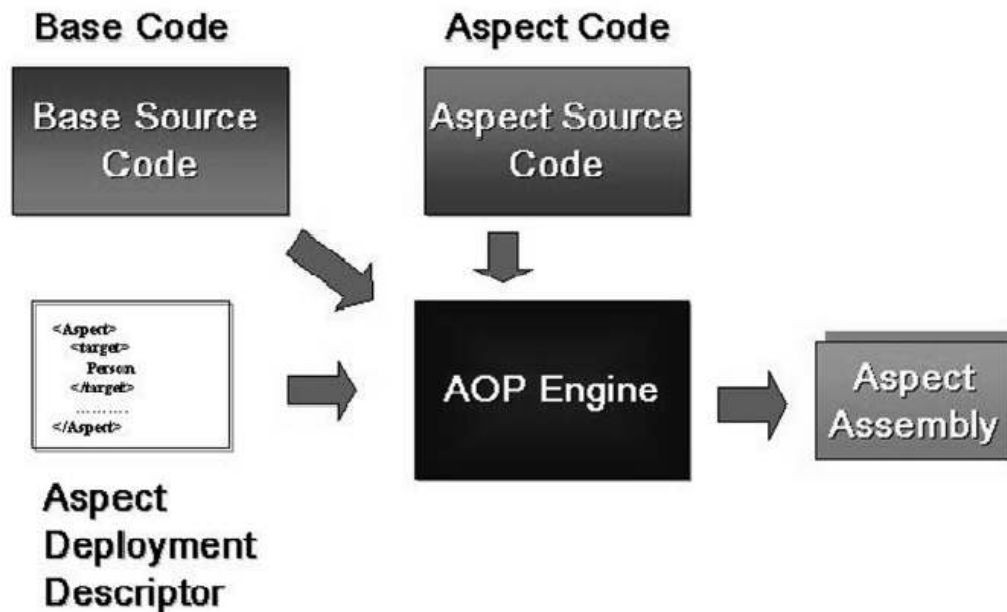 Base Code
Aspect Code
Base Source
Code
Aspect Source
Code
<Aspect>
<target>
Person
</target>
..........
</Aspect>
AOP Engine
Aspect
Assembly
Aspect
Deployment
Descriptor